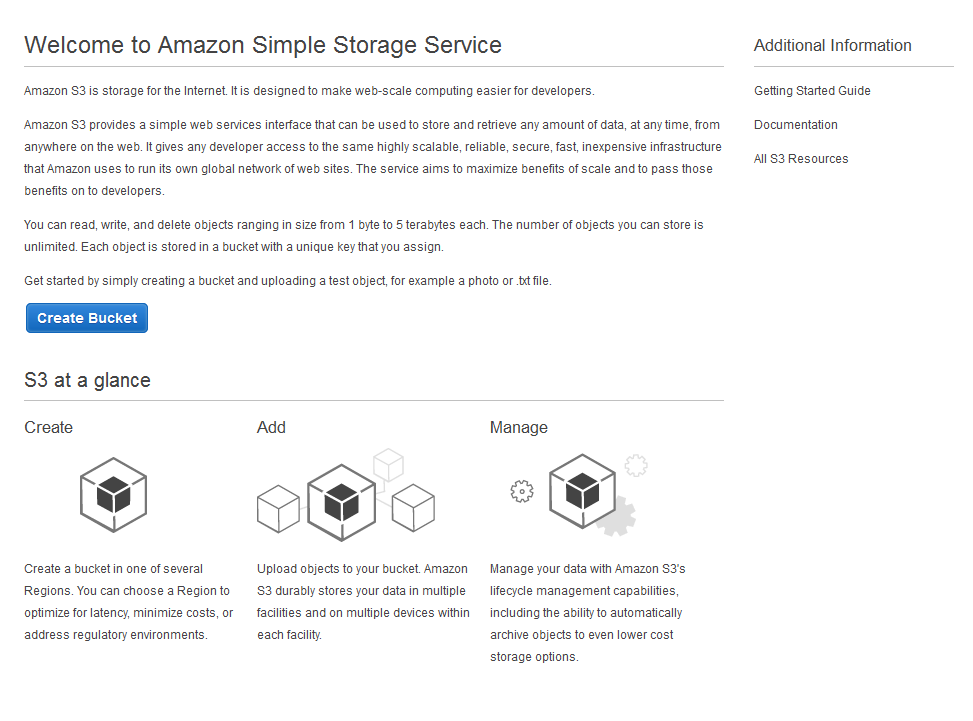 Welcome to Amazon Simple Storage Service
Amazon S3 is storage for the Internet. It is designed to make web-scale computing easier for developers.
Amazon S3 provides a simple web services interface that can be used to store and retrieve any amount of data, at any time, from
anywhere on the web. It gives any developer access to the same highly scalable, reliable, secure, fast, inexpensive infrastructure
that Amazon uses to run its own global network of web sites. The service aims to maximize benefits of scale and to pass those
benefits on to developers.
You can read, write, and delete objects ranging in size from 1 byte to 5 terabytes each. The number of objects you can store is
unlimited. Each object is stored in a bucket with a unique key that you assign.
Get started by simply creating a bucket and uploading a test object, for example a photo or .txt file.
Create Bucket
Additional Information
Getting Started Guide
Documentation
All S3 Resources
S3 at a glance
Create
Create a bucket in one of several
Regions. You can choose a Region to
optimize for latency, minimize costs, or
address regulatory environments.
Add
Upload objects to your bucket. Amazon
S3 durably stores your data in multiple
facilities and on multiple devices within
each facility.
Manage
Manage your data with Amazon S3's
lifecycle management capabilities,
including the ability to automatically
archive objects to even lower cost
storage options.